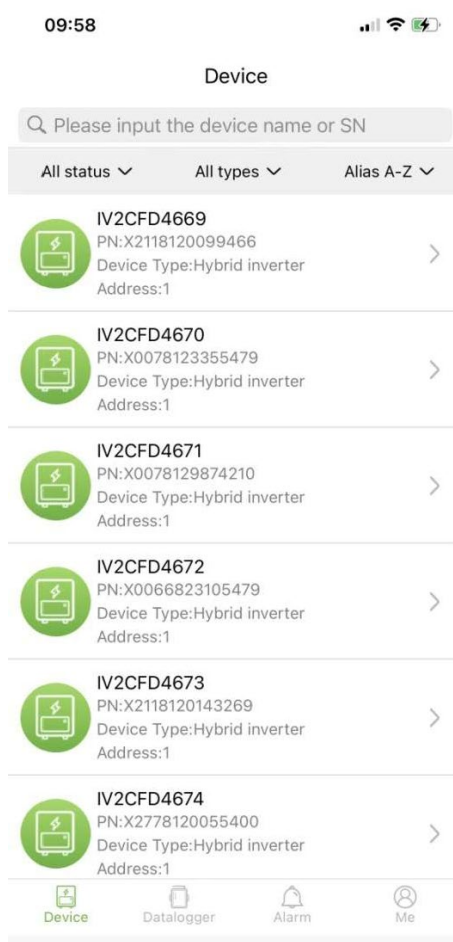 09:58
Device
Please input the device name or SN
All status All types Alias A-Z
IV2CFD4669
PN:X2118120099466
Device Type:Hybrid inverter
Address:1
IV2CFD4670
PN:X0078123355479
Device Type:Hybrid inverter
Address:1
IV2CFD4671
PN:X0078129874210
Device Type:Hybrid inverter
Address:1
IV2CFD4672
PN:X0066823105479
Device Type:Hybrid inverter
Address:1
IV2CFD4673
PN:X2118120143269
Device Type:Hybrid inverter
Address:1
IV2CFD4674
PN:X2778120055400
Device Type:Hybrid inverter
Address:1
Device Datalogger Alarm Me